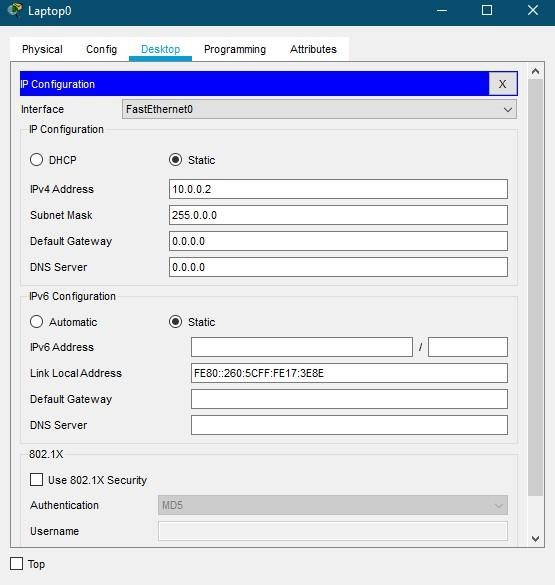 Laptop0
Physical Config Desktop Programming Attributes
IP Configuration X
Interface FastEthernet0
IP Configuration
DHCP Static
IPv4 Address 10.0.0.2
Subnet Mask 255.0.0.0
Default Gateway 0.0.0.0
DNS Server 0.0.0.0
IPv6 Configuration
Automatic Static
IPv6 Address /
Link Local Address FE80::260:5CFF:FE17:3E8E
Default Gateway
DNS Server
802.1X
Use 802.1X Security
Authentication MD5
Username
Top